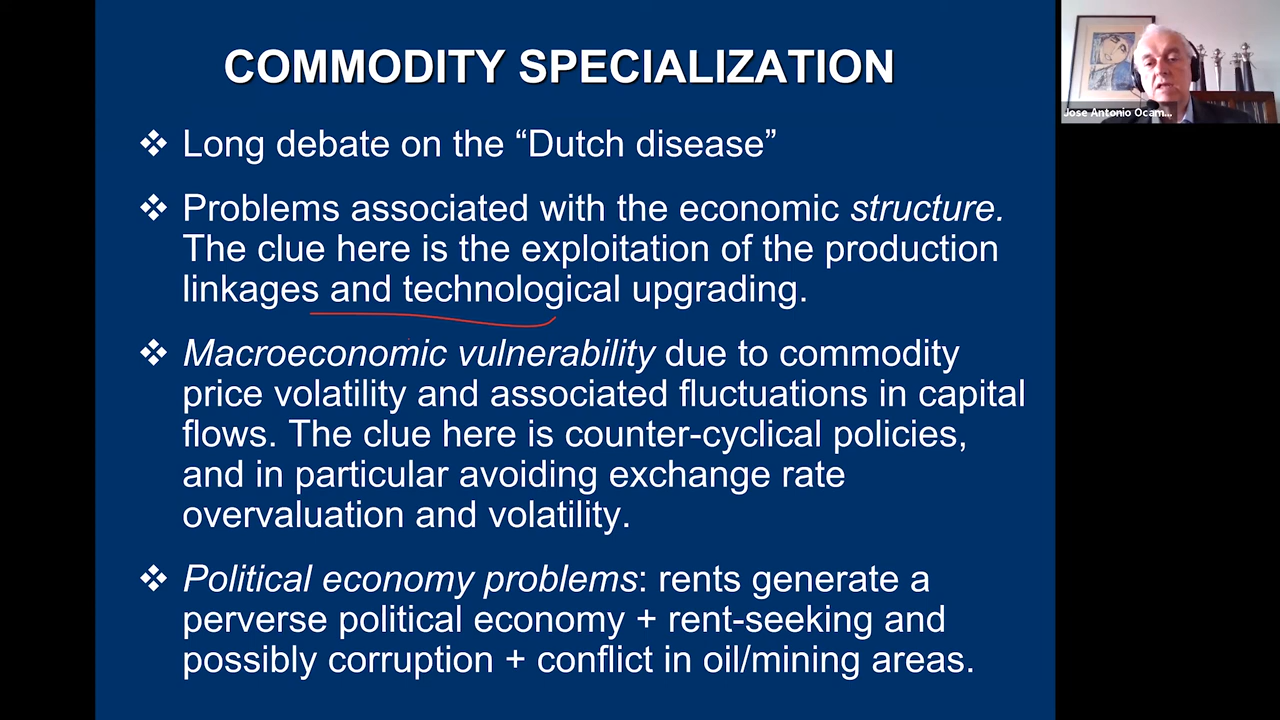 COMMODITY SPECIALIZATION
❖ Long debate on the “Dutch disease”
❖ Problems associated with the economic structure.
The clue here is the exploitation of the production
linkages and technological upgrading.
❖ Macroeconomic vulnerability due to commodity
price volatility and associated fluctuations in capital
flows. The clue here is counter-cyclical policies,
and in particular avoiding exchange rate
overvaluation and volatility.
❖ Political economy problems: rents generate a
perverse political economy + rent-seeking and
possibly corruption + conflict in oil/mining areas.
Jose Antonio Ocam...